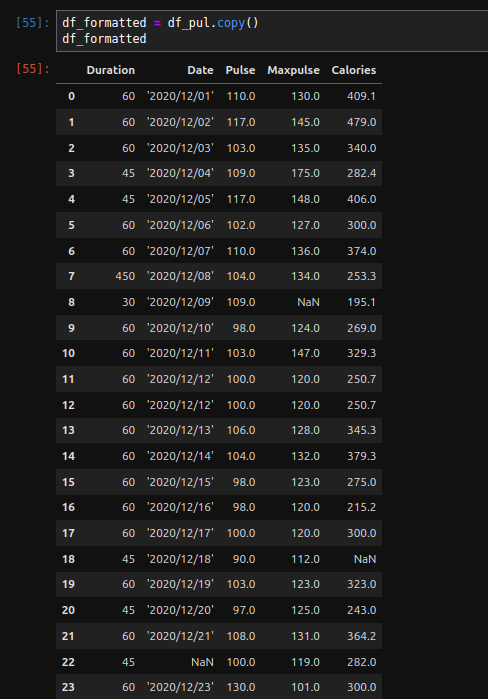 [55]: df_formatted = df_pul.copy()
df_formatted
[55]: Duration Date Pulse Maxpulse Calories
0 60 '2020/12/01' 110.0 130.0 409.1
1 60 '2020/12/02' 117.0 145.0 479.0
2 60 '2020/12/03' 103.0 135.0 340.0
3 45 '2020/12/04' 109.0 175.0 282.4
4 45 '2020/12/05' 117.0 148.0 406.0
5 60 '2020/12/06' 102.0 127.0 300.0
6 60 '2020/12/07' 110.0 136.0 374.0
7 450 '2020/12/08' 104.0 134.0 253.3
8 30 '2020/12/09' 109.0 NaN 195.1
9 60 '2020/12/10' 98.0 124.0 269.0
10 60 '2020/12/11' 103.0 147.0 329.3
11 60 '2020/12/12' 100.0 120.0 250.7
12 60 '2020/12/12' 100.0 120.0 250.7
13 60 '2020/12/13' 106.0 128.0 345.3
14 60 '2020/12/14' 104.0 132.0 379.3
15 60 '2020/12/15' 98.0 123.0 275.0
16 60 '2020/12/16' 98.0 120.0 215.2
17 60 '2020/12/17' 100.0 120.0 300.0
18 45 '2020/12/18' 90.0 112.0 NaN
19 60 '2020/12/19' 103.0 123.0 323.0
20 45 '2020/12/20' 97.0 125.0 243.0
21 60 '2020/12/21' 108.0 131.0 364.2
22 45 NaN 100.0 119.0 282.0
23 60 '2020/12/23' 130.0 101.0 300.0